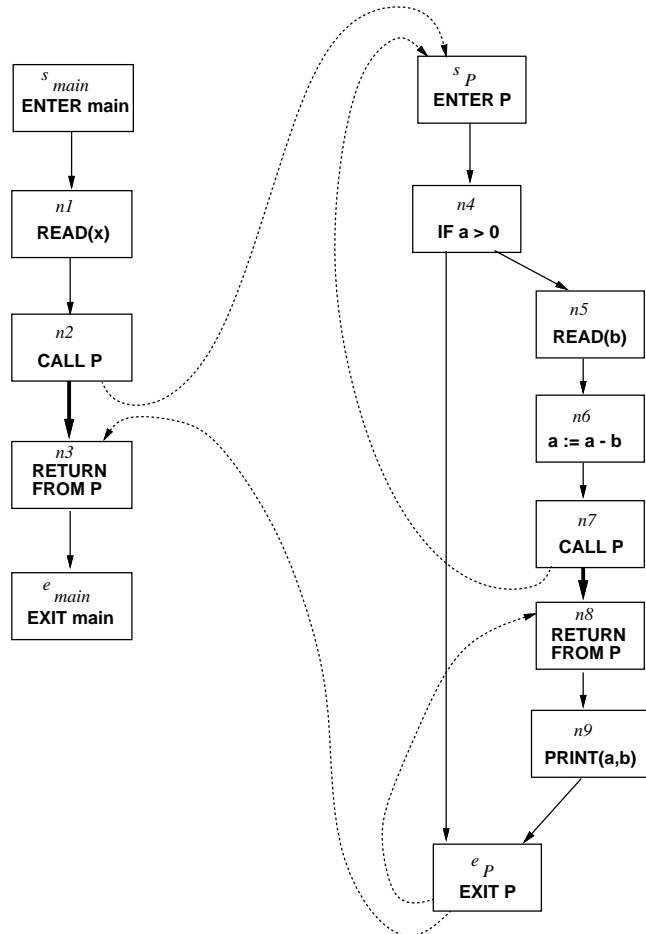 s main
ENTER main
n1
READ(x)
n2
CALL P
n3
RETURN
FROM P
e main
EXIT main
s P
ENTER P
n4
IF a > 0
n5
READ(b)
n6
a := a - b
n7
CALL P
n8
RETURN
FROM P
n9
PRINT(a,b)
e P
EXIT P